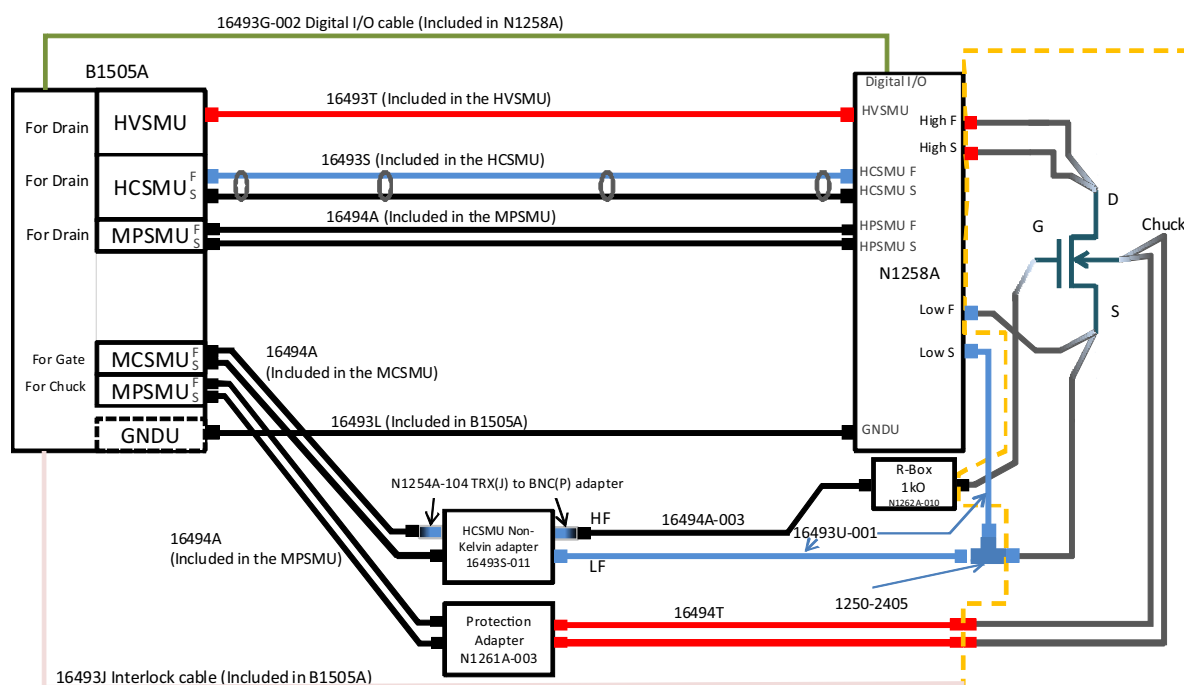 16493G-002 Digital I/O cable (Included in N1258A)
B1505A
Digital I/O
16493T (Included in the HVSMU)
For Drain
HVSMU
HVSMU
High F
High S
16493S (Included in the HCSMU)
For Drain
HCSMU
F
S
HCSMU F
HCSMU S
D
16494A (Included in the MPSMU)
For Drain
MPSMU
F
S
HPSMU F
HPSMU S
G
Chuck
N1258A
Low F
S
Low S
For Gate
MCSMU
F
S
16494A
(Included in the MCSMU)
For Chuck
MPSMU
F
S
GNDU
16493L (Included in B1505A)
GNDU
R-Box
1kO
N1262A-010
N1254A-104 TRX(J) to BNC(P) adapter
HF
16494A-003
16493U-001
HCSMU Non-
Kelvin adapter
16493S-011
LF
16494A
(Included in the MPSMU)
1250-2405
Protection
Adapter
N1261A-003
16494T
16493J Interlock cable (Included in B1505A)